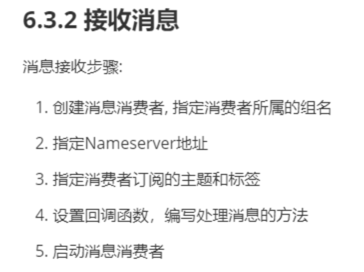 6.3.2 接收消息
消息接收步骤:
1. 创建消息消费者, 指定消费者所属的组名
2. 指定Nameserver地址
3. 指定消费者订阅的主题和标签
4. 设置回调函数，编写处理消息的方法
5. 启动消息消费者